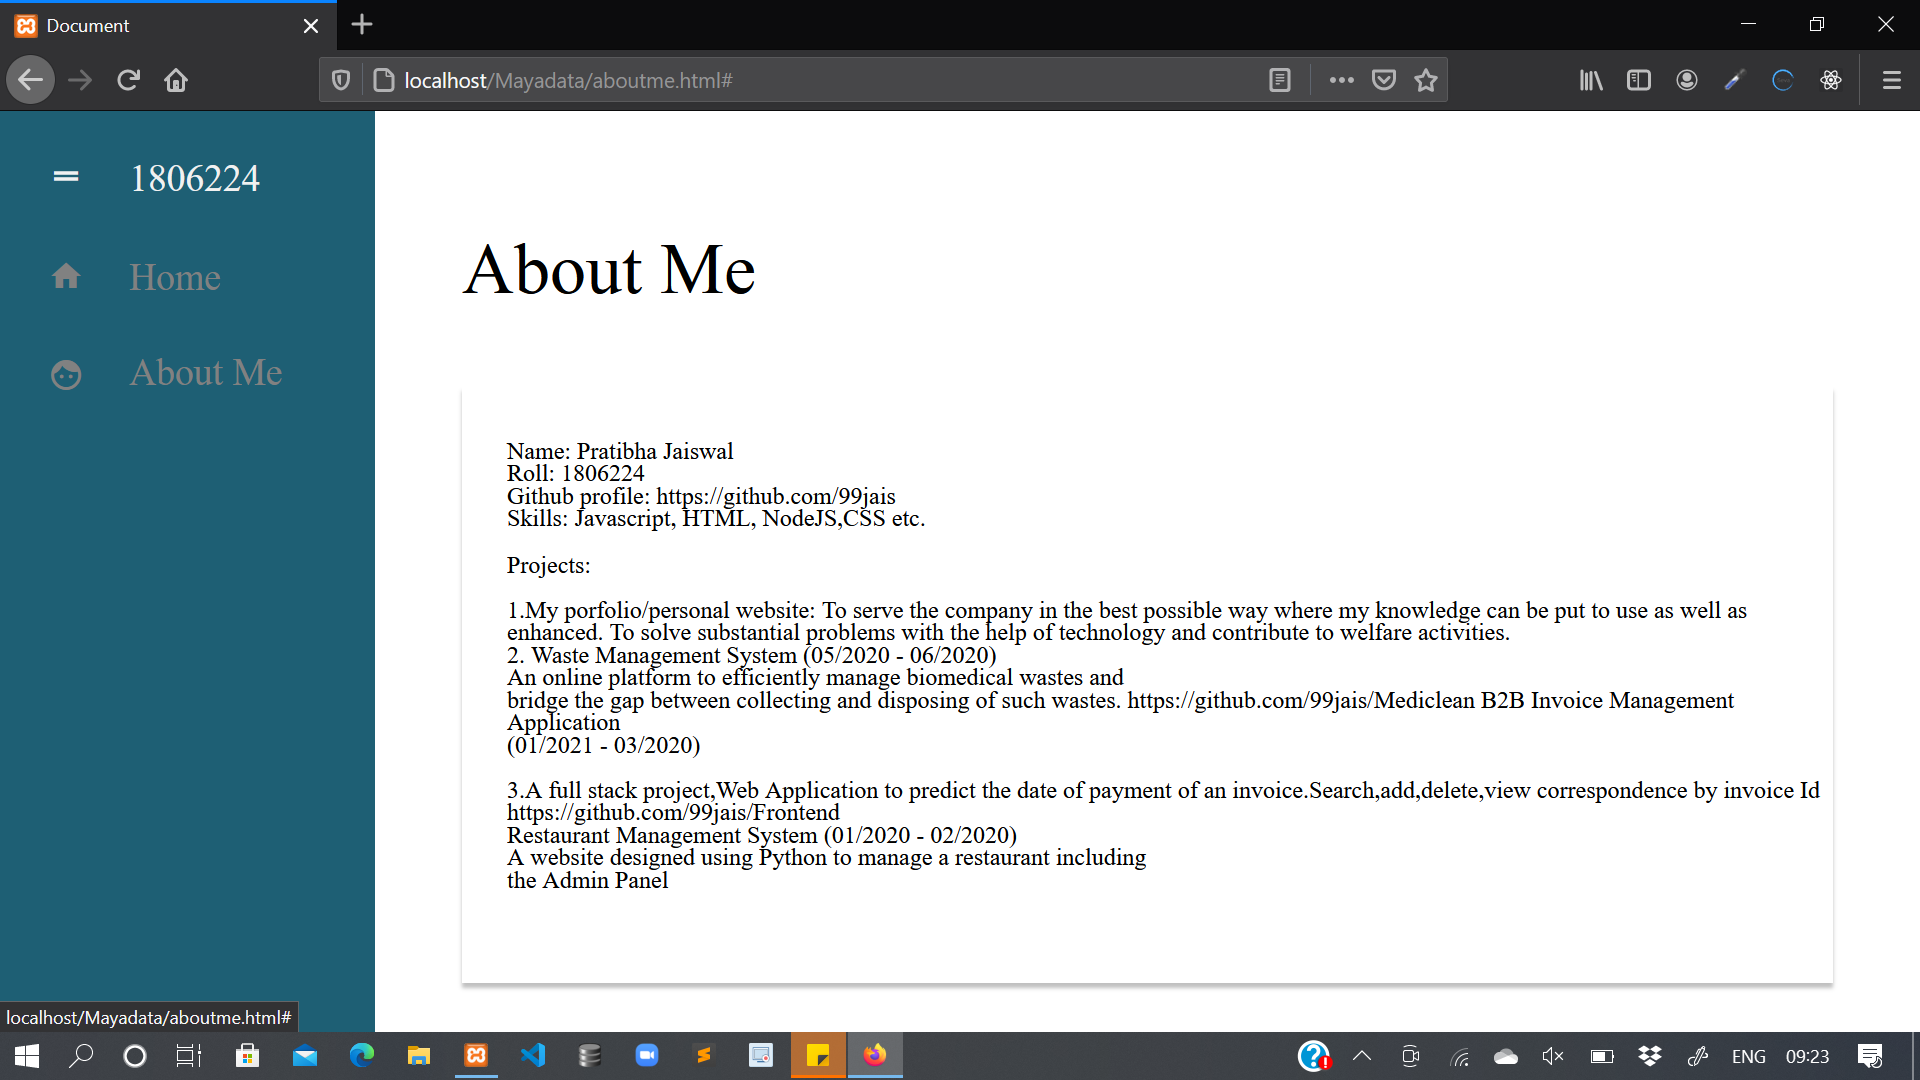 Document
localhost/Mayadata/aboutme.html#
1806224
Home
About Me
About Me
Name: Pratibha Jaiswal
Roll: 1806224
Github profile: https://github.com/99jais
Skills: Javascript, HTML, NodeJS,CSS etc.
Projects:
1.My porfolio/personal website: To serve the company in the best possible way where my knowledge can be put to use as well as
enhanced. To solve substantial problems with the help of technology and contribute to welfare activities.
2. Waste Management System (05/2020 - 06/2020)
An online platform to efficiently manage biomedical wastes and
bridge the gap between collecting and disposing of such wastes. https://github.com/99jais/Mediclean B2B Invoice Management
Application
(01/2021 - 03/2020)
3.A full stack project,Web Application to predict the date of payment of an invoice.Search,add,delete,view correspondence by invoice Id
https://github.com/99jais/Frontend
Restaurant Management System (01/2020 - 02/2020)
A website designed using Python to manage a restaurant including
the Admin Panel
localhost/Mayadata/aboutme.html#
ENG 09:23